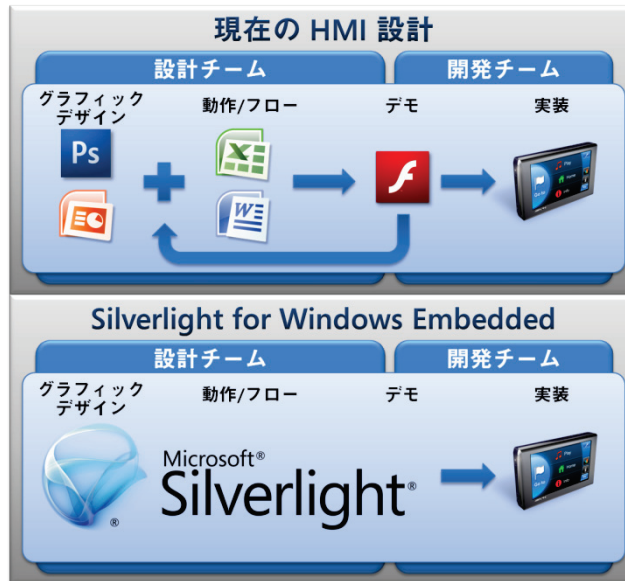 現在の HMI 設計
設計チーム
開発チーム
グラフィック
デザイン
動作/フロー
デモ
実装
Ps
Silverlight for Windows Embedded
設計チーム
開発チーム
グラフィック
デザイン
動作/フロー
デモ
実装
Microsoft®
Silverlight®
®